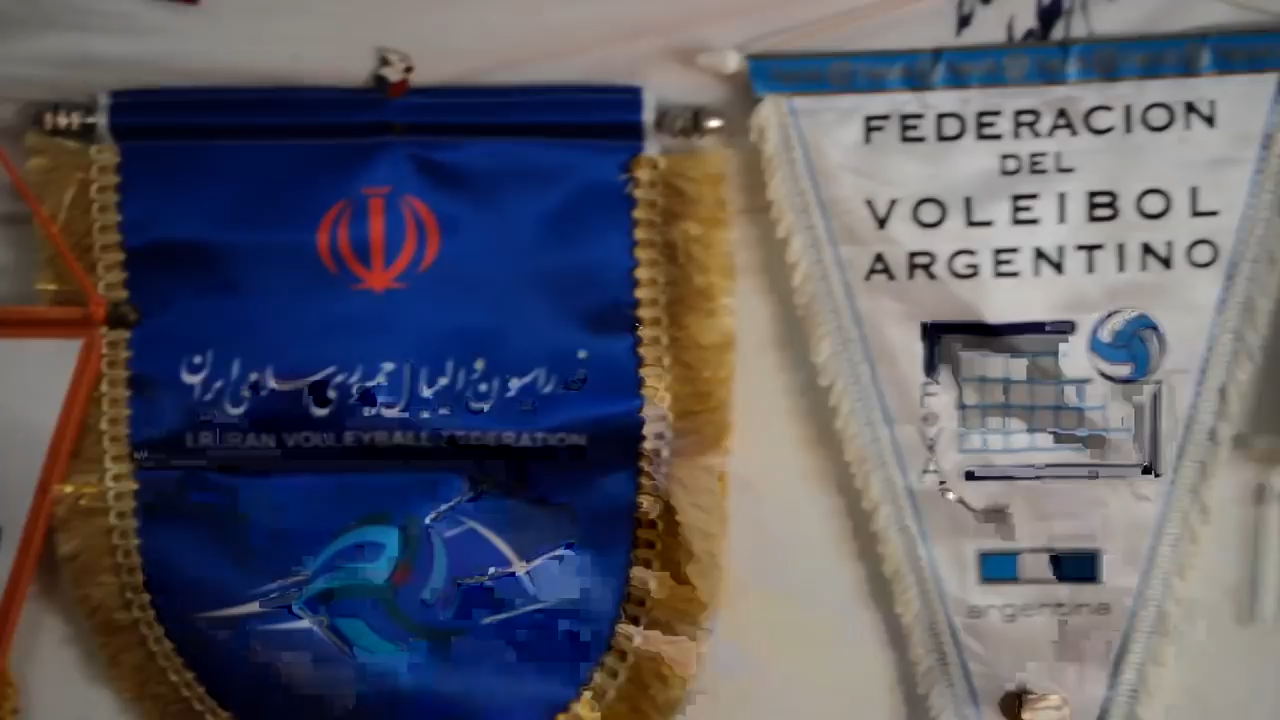 فدراسیون والیبال جمهوری اسلامی ایران
I.R.IRAN VOLLEYBALL FEDERATION
FEDERACION
DEL
VOLEIBOL
ARGENTINO
argentina